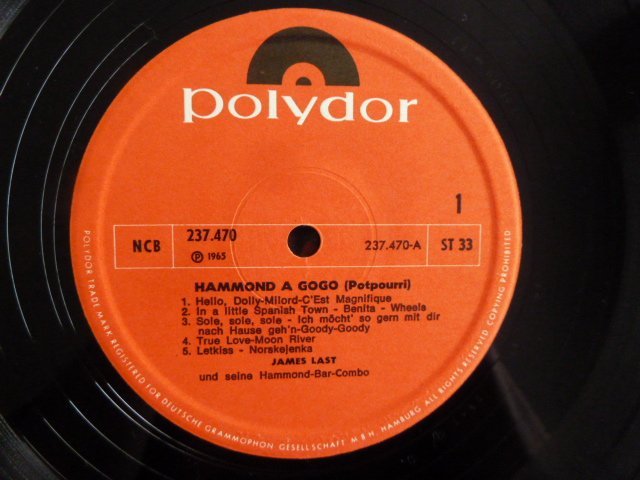 polydor
1
NCB
237.470
℗ 1965
237.470-A
ST 33
HAMMOND A GOGO (Potpourri)
1. Hello, Dolly-Milord-C'Est Magnifique
2. In a little Spanish Town - Benita - Wheels
3. Sole, sole, sole - Ich möcht' so gern mit dir
nach Hause geh'n-Goody-Goody
4. True Love-Moon River
5. Letkiss - Norskejenka
JAMES LAST
und seine Hammond-Bar-Combo
POLYDOR TRADE MARK REGISTERED FOR DEUTSCHE GRAMMOPHON GESELLSCHAFT M B H, HAMBURG ALL RIGHTS RESERVED COPYING PROHIBITED